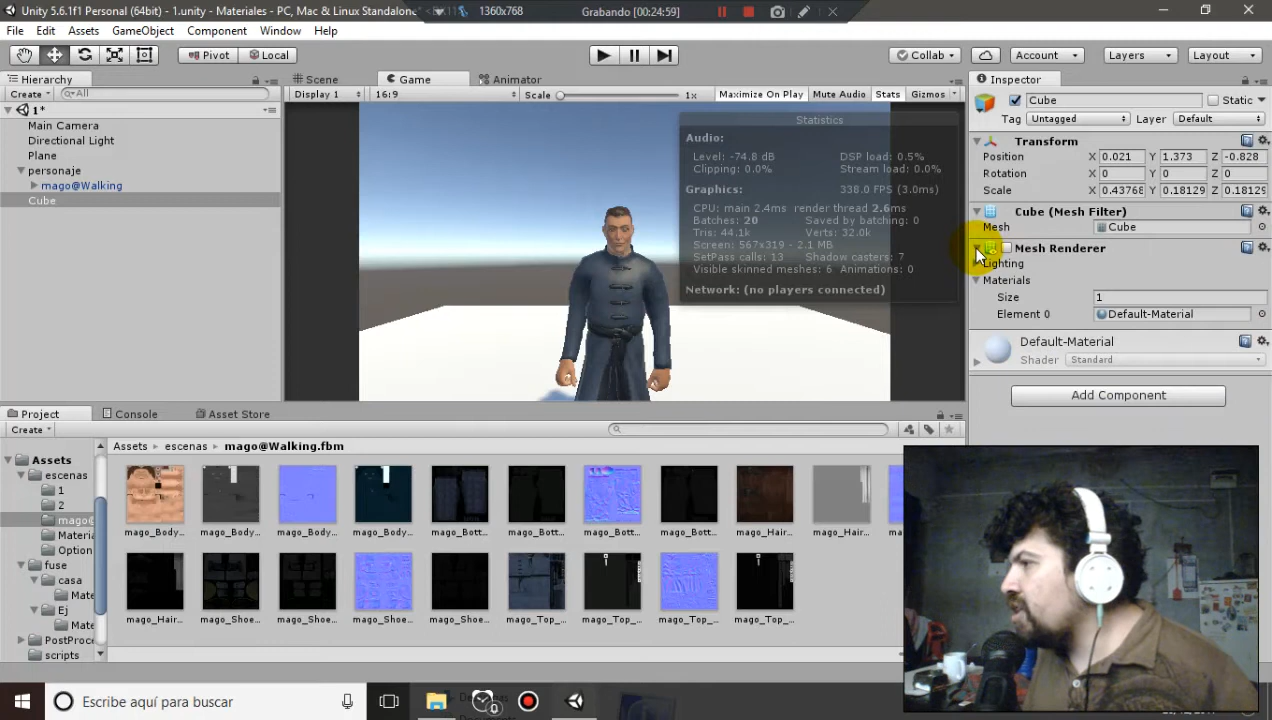 Unity 5.6.1f1 Personal (64bit) - 1.unity - Materiales - PC, Mac & Linux Standalone
1360x768
Grabando 00:24:59
File Edit Assets GameObject Component Window Help
Pivot Local
Collab Account Layers Layout
Hierarchy
Create All
1*
Main Camera
Directional Light
Plane
personaje
mago@Walking
Cube
Scene Game Animator
Display 1 16:9 Scale 1x Maximize On Play Mute Audio Stats Gizmos
Statistics
Audio:
Level: -74.8 dB DSP load: 0.5%
Clipping: 0.0% Stream load: 0.0%
Graphics: 338.0 FPS (3.0ms)
CPU: main 2.4ms render thread 2.6ms
Batches: 20 Saved by batching: 0
Tris: 44.1k Verts: 32.0k
Screen: 567x319 - 2.1 MB
SetPass calls: 13 Shadow casters: 7
Visible skinned meshes: 6 Animations: 0
Network: (no players connected)
Inspector
Cube Static
Tag Untagged Layer Default
Transform
Position X 0.021 Y 1.373 Z -0.828
Rotation X 0 Y 0 Z 0
Scale X 0.43768 Y 0.18129 Z 0.18129
Cube (Mesh Filter)
Mesh Cube
Mesh Renderer
Lighting
Materials
Size 1
Element 0 Default-Material
Default-Material
Shader Standard
Add Component
Project Console Asset Store
Create
Assets
escenas
1
2
mago@
Materia
Option
fuse
casa
Mate
Ej
Mate
PostProc
scripts
Assets escenas mago@Walking.fbm
mago_Body... mago_Body... mago_Body... mago_Body... mago_Bott... mago_Bott... mago_Bott... mago_Bott... mago_Hair... mago_Hair...
mago_Hair... mago_Shoe... mago_Shoe... mago_Shoe... mago_Shoe... mago_Top_... mago_Top_... mago_Top_... mago_Top_...
Escribe aquí para buscar